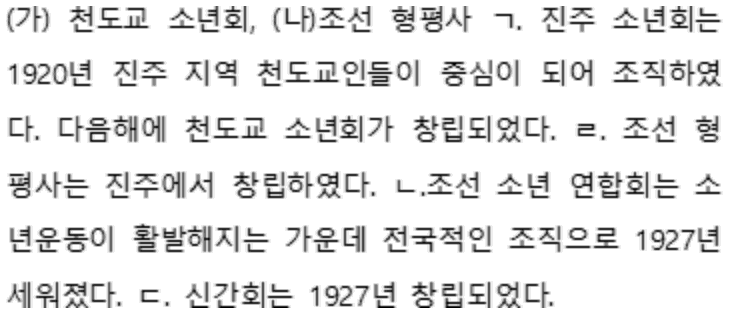 (가) 천도교 소년회, (나)조선 형평사 ㄱ. 진주 소년회는
1920년 진주 지역 천도교인들이 중심이 되어 조직하였
다. 다음해에 천도교 소년회가 창립되었다. ㄹ. 조선 형
평사는 진주에서 창립하였다. ㄴ.조선 소년 연합회는 소
년운동이 활발해지는 가운데 전국적인 조직으로 1927년
세워졌다. ㄷ. 신간회는 1927년 창립되었다.